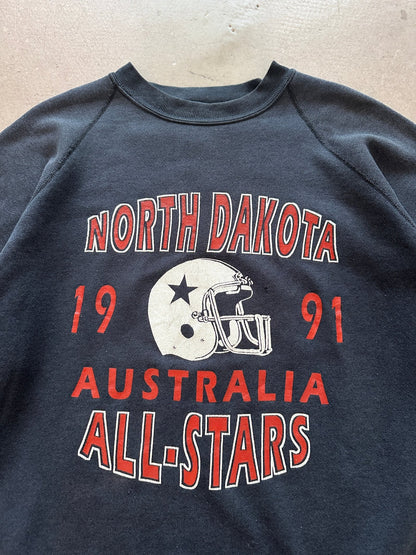 NORTH DAKOTA
19 91
AUSTRALIA
ALL-STARS